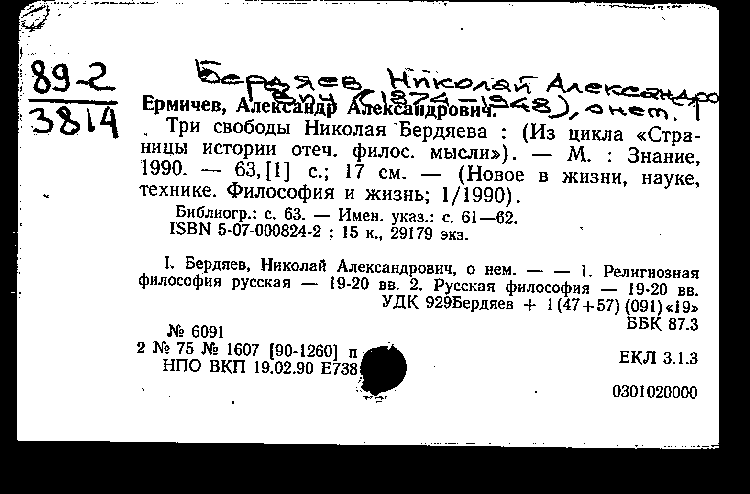 89-2
3814
Бердяев, Николай Александро
вич (1874-1948), о нем.
Ермичев, Александр Александрович.
Три свободы Николая Бердяева : (Из цикла «Стра-
ницы истории отеч. филос. мысли»). — М. : Знание,
1990. — 63,[1] с.; 17 см. — (Новое в жизни, науке,
технике. Философия и жизнь; 1/1990).
Библиогр.: с. 63. — Имен. указ.: с. 61—62.
ISBN 5-07-000824-2 : 15 к., 29179 экз.
I. Бердяев, Николай Александрович, о нем. — — 1. Религиозная
философия русская — 19-20 вв. 2. Русская философия — 19-20 вв.
УДК 929Бердяев + 1(47+57)(091)«19»
ББК 87.3
№ 6091
2 № 75 № 1607 [90-1260] п
ЕКЛ 3.1.3
НПО ВКП 19.02.90 Е738
0301020000